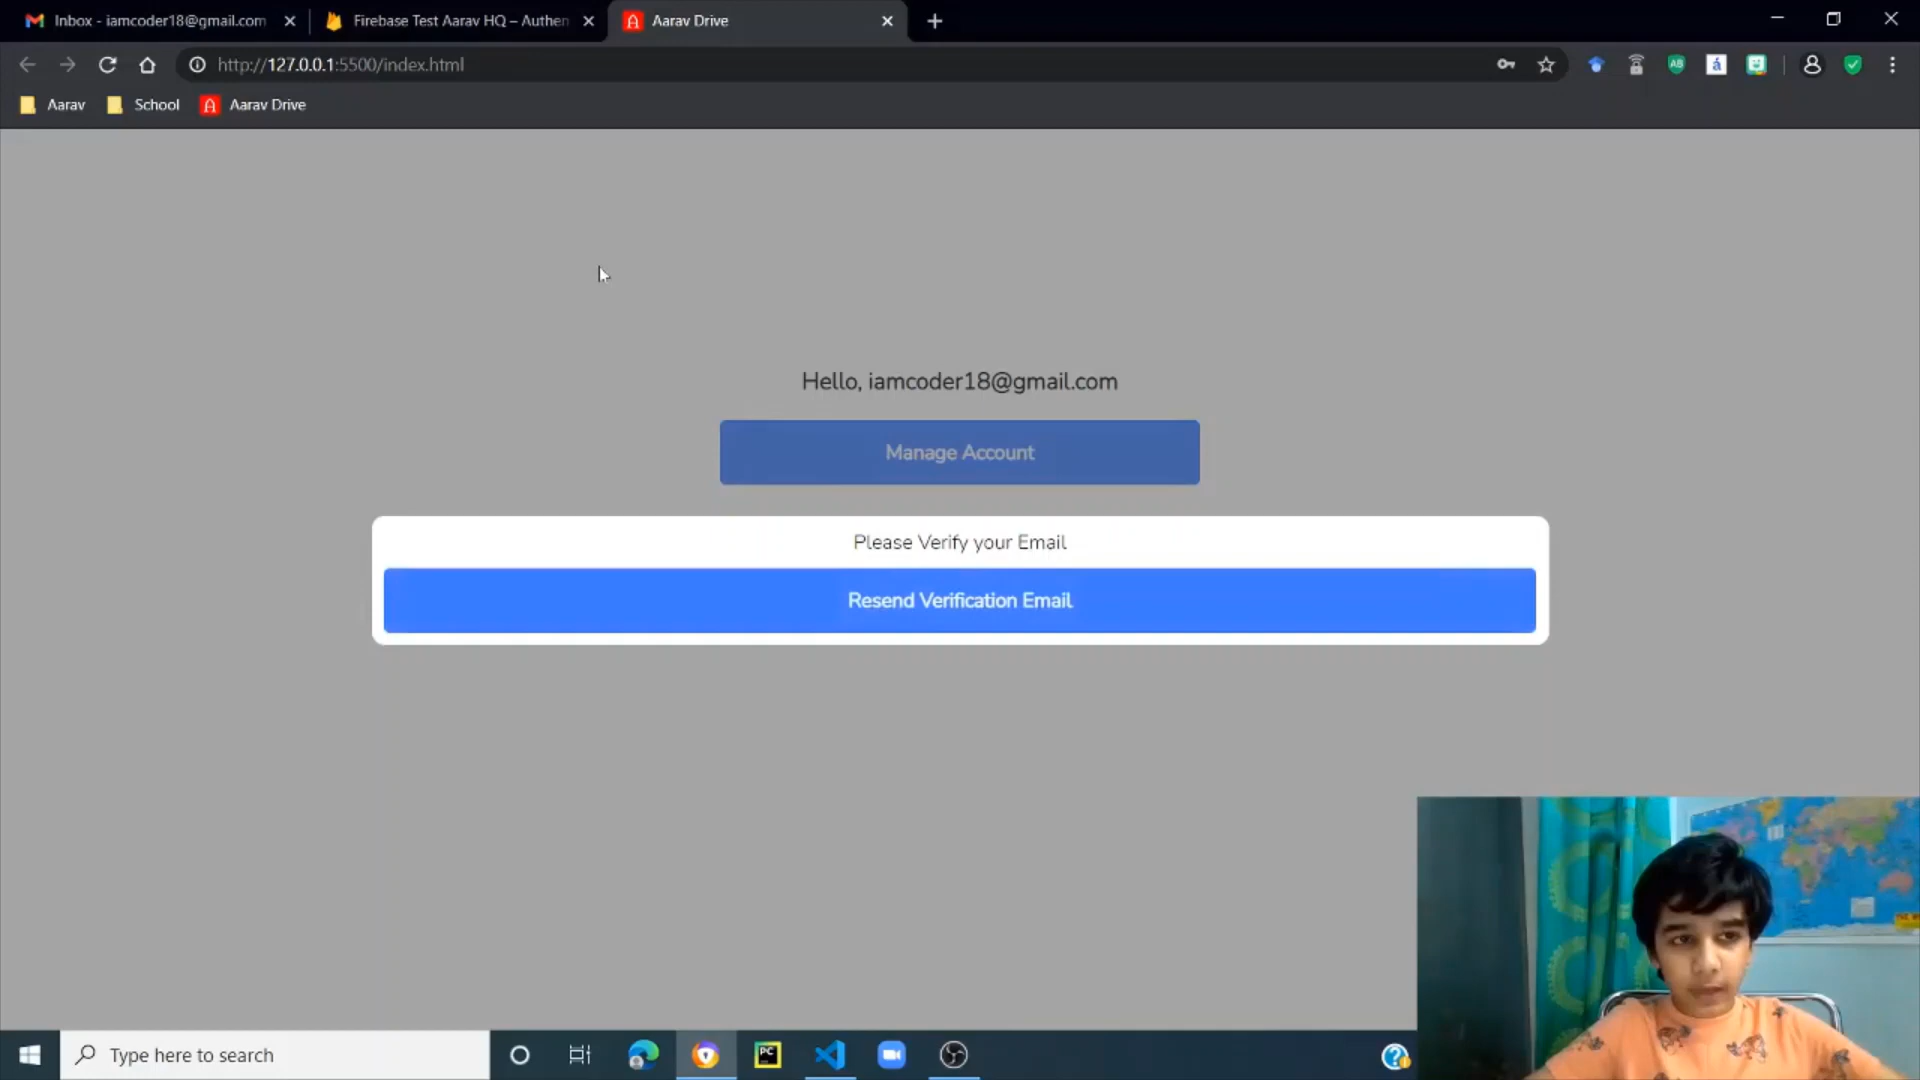 Inbox - iamcoder18@gmail.com
Firebase Test Aarav HQ – Authen
Aarav Drive
http://127.0.0.1:5500/index.html
Aarav
School
Aarav Drive
Hello, iamcoder18@gmail.com
Manage Account
Please Verify your Email
Resend Verification Email
Type here to search